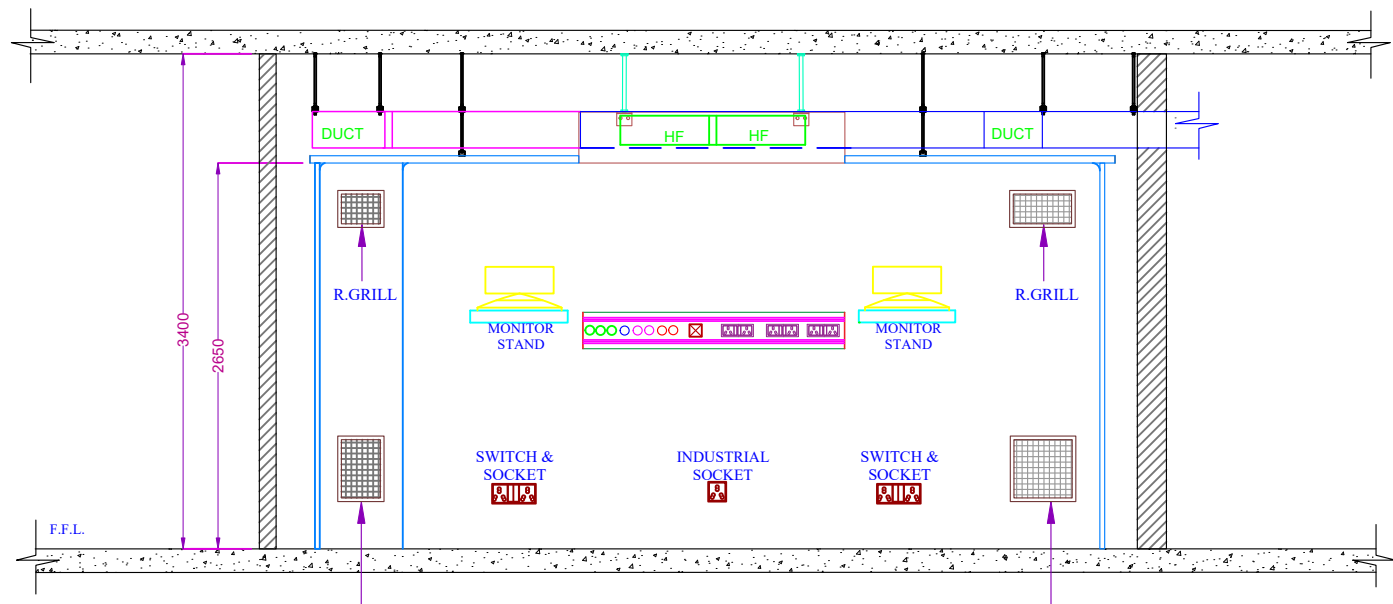 DUCT
HF
HF
DUCT
R.GRILL
R.GRILL
MONITOR
STAND
MONITOR
STAND
3400
2650
SWITCH &
SOCKET
INDUSTRIAL
SOCKET
SWITCH &
SOCKET
F.F.L.